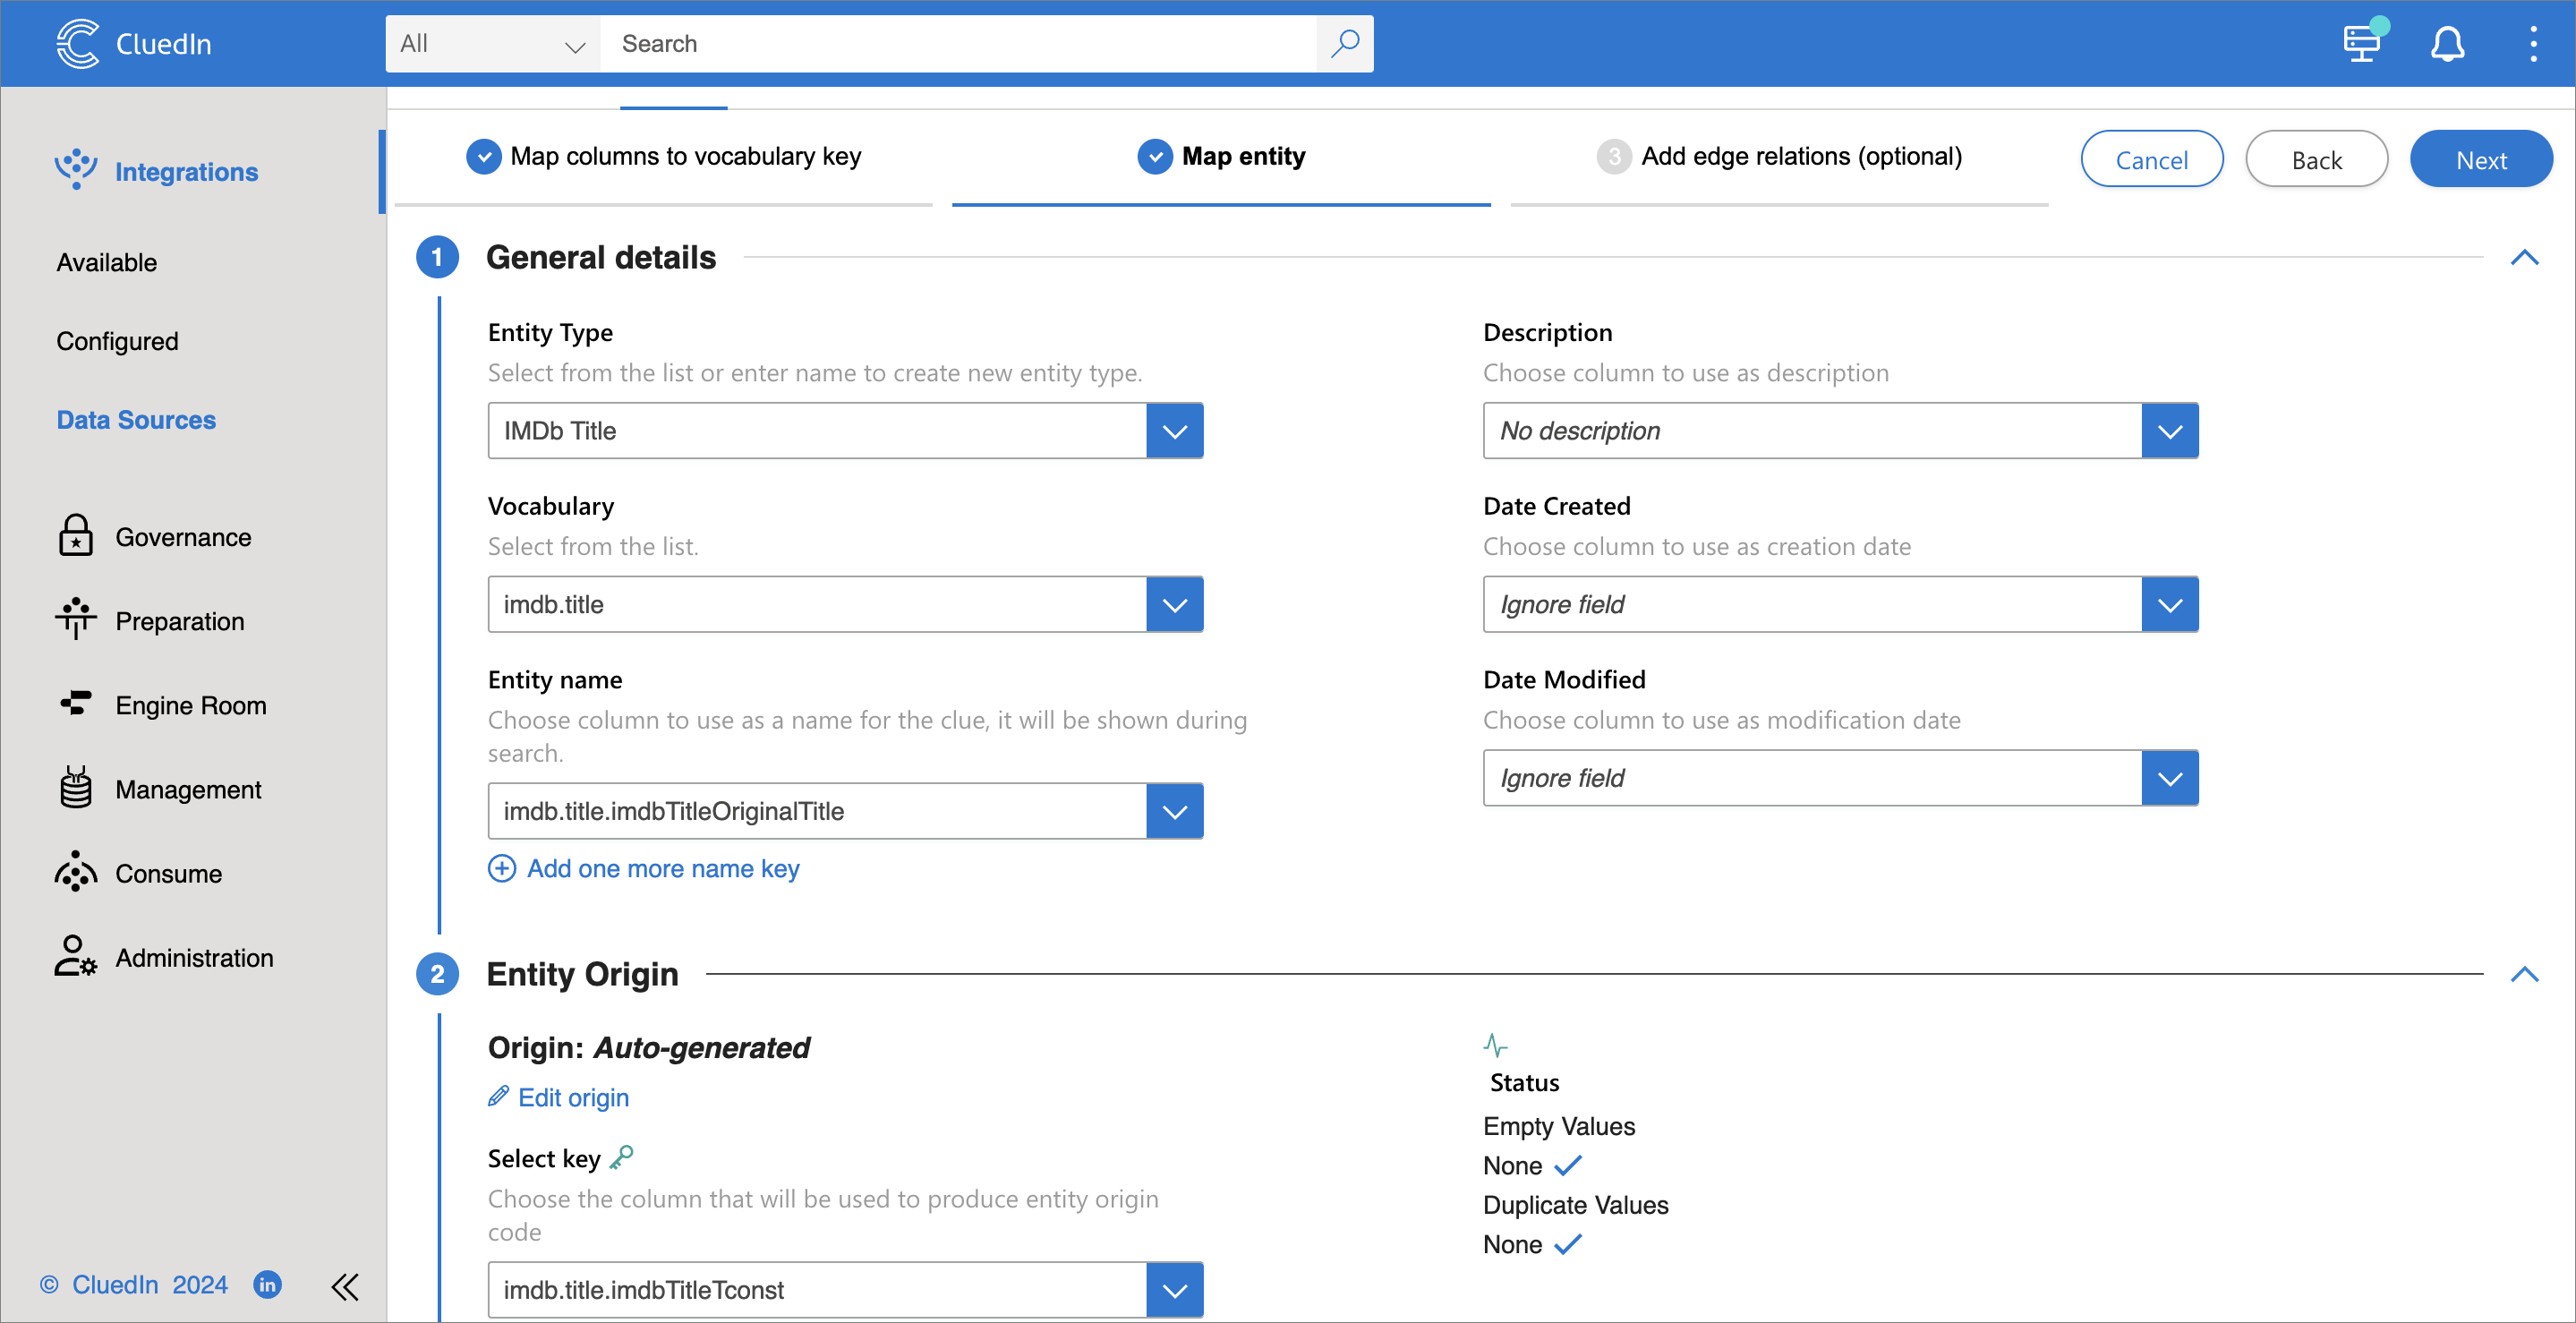 CluedIn
All
Search
Integrations
Available
Configured
Data Sources
Governance
Preparation
Engine Room
Management
Consume
Administration
© CluedIn 2024
in
Map columns to vocabulary key
Map entity
3 Add edge relations (optional)
Cancel
Back
Next
1 General details
Entity Type
Select from the list or enter name to create new entity type.
IMDb Title
Vocabulary
Select from the list.
imdb.title
Entity name
Choose column to use as a name for the clue, it will be shown during
search.
imdb.title.imdbTitleOriginalTitle
Add one more name key
Description
Choose column to use as description
No description
Date Created
Choose column to use as creation date
Ignore field
Date Modified
Choose column to use as modification date
Ignore field
2 Entity Origin
Origin: Auto-generated
Edit origin
Select key
Choose the column that will be used to produce entity origin
code
imdb.title.imdbTitleTconst
Status
Empty Values
None
Duplicate Values
None